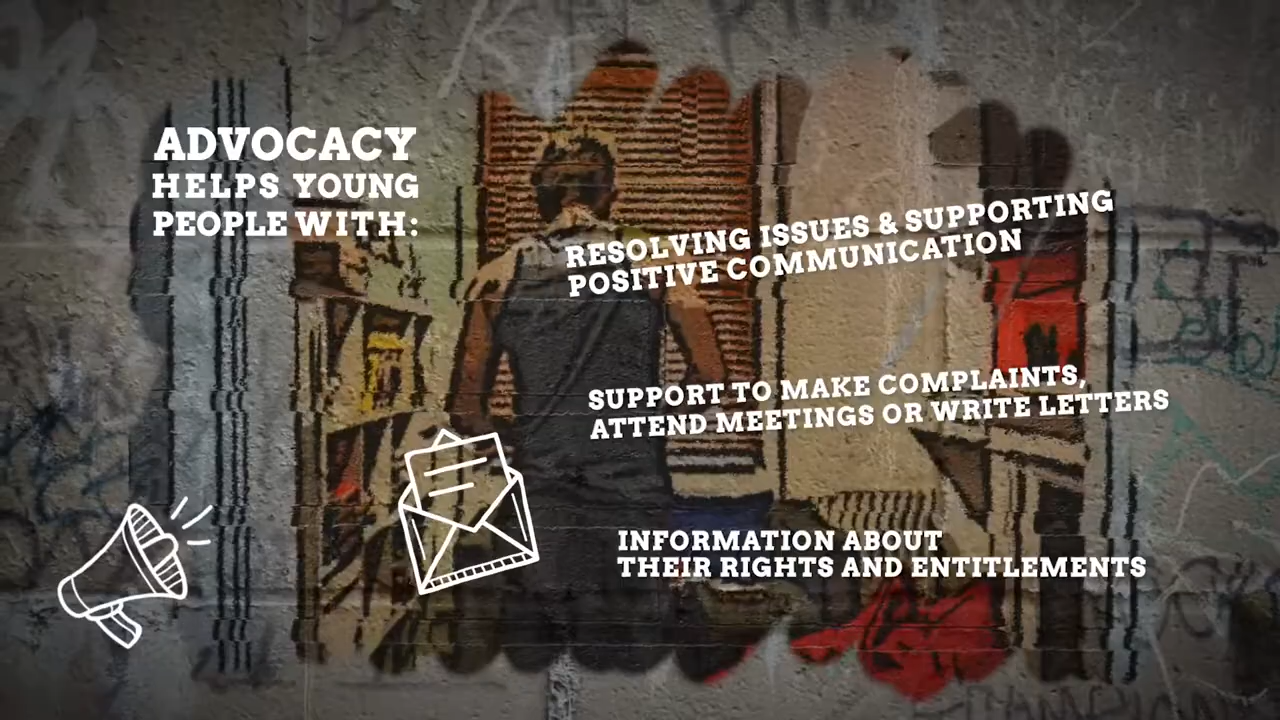 ADVOCACY
HELPS YOUNG
PEOPLE WITH:
RESOLVING ISSUES & SUPPORTING
POSITIVE COMMUNICATION
SUPPORT TO MAKE COMPLAINTS,
ATTEND MEETINGS OR WRITE LETTERS
INFORMATION ABOUT
THEIR RIGHTS AND ENTITLEMENTS